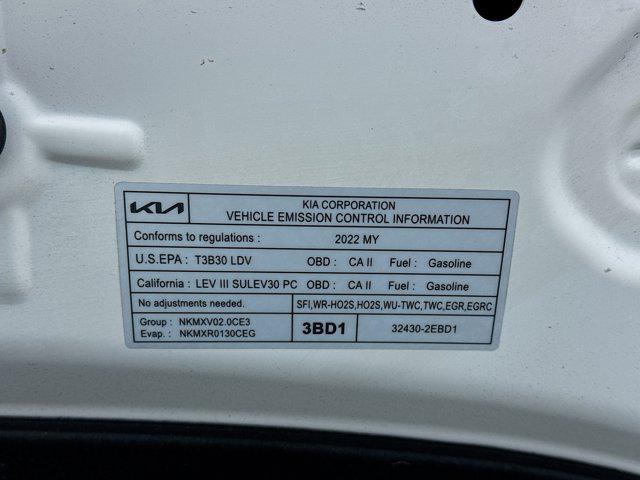 KIA
KIA CORPORATION
VEHICLE EMISSION CONTROL INFORMATION
Conforms to regulations : 2022 MY
U.S.EPA : T3B30 LDV OBD : CA II Fuel : Gasoline
California : LEV III SULEV30 PC OBD : CA II Fuel : Gasoline
No adjustments needed. SFI,WR-HO2S,HO2S,WU-TWC,TWC,EGR,EGRC
Group : NKMXV02.0CE3
Evap. : NKMXR0130CEG
3BD1
32430-2EBD1